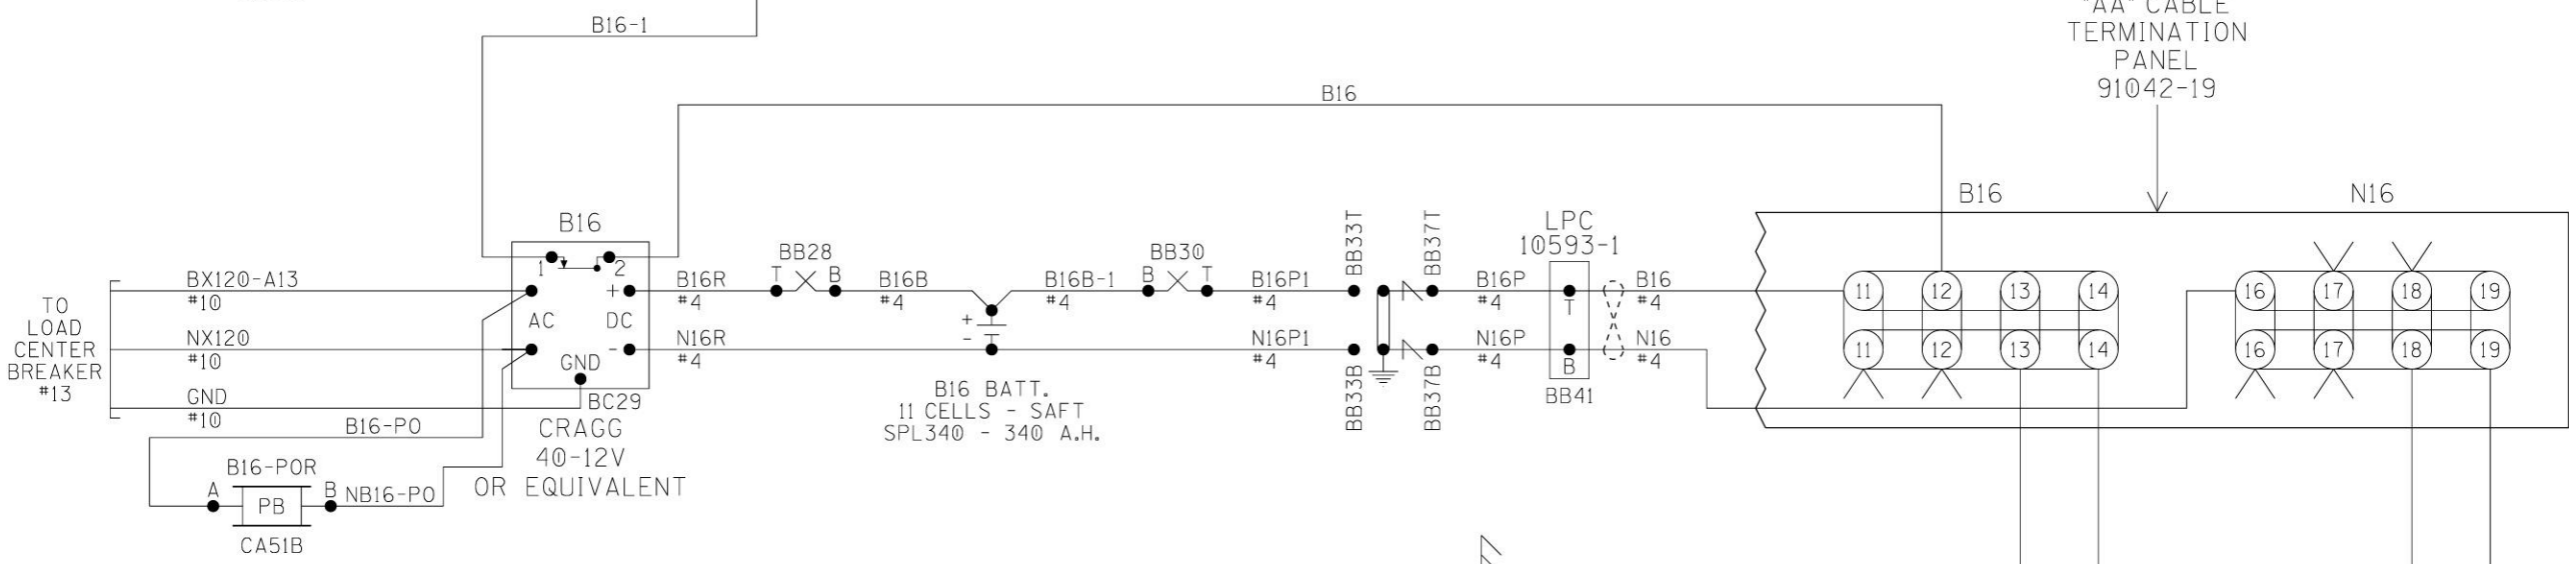 B16-1
"AA" CABLE
TERMINATION
PANEL
91042-19
B16
B16
N16
B16
1
2
AC
DC
+
-
GND
BC29
CRAGG
40-12V
OR EQUIVALENT
TO
LOAD
CENTER
BREAKER
#13
BX120-A13
#10
NX120
#10
GND
#10
B16-PO
B16-POR
A
PB
B
NB16-PO
CA51B
B16R
#4
N16R
#4
BB28
T
B
B16B
#4
+
-
B16 BATT.
11 CELLS - SAFT
SPL340 - 340 A.H.
B16B-1
#4
BB30
B
T
B16P1
#4
N16P1
#4
BB33T
BB33B
BB37T
BB37B
B16P
#4
N16P
#4
LPC
10593-1
T
B
BB41
B16
#4
N16
#4
11 12 13 14
11 12 13 14
16 17 18 19
16 17 18 19